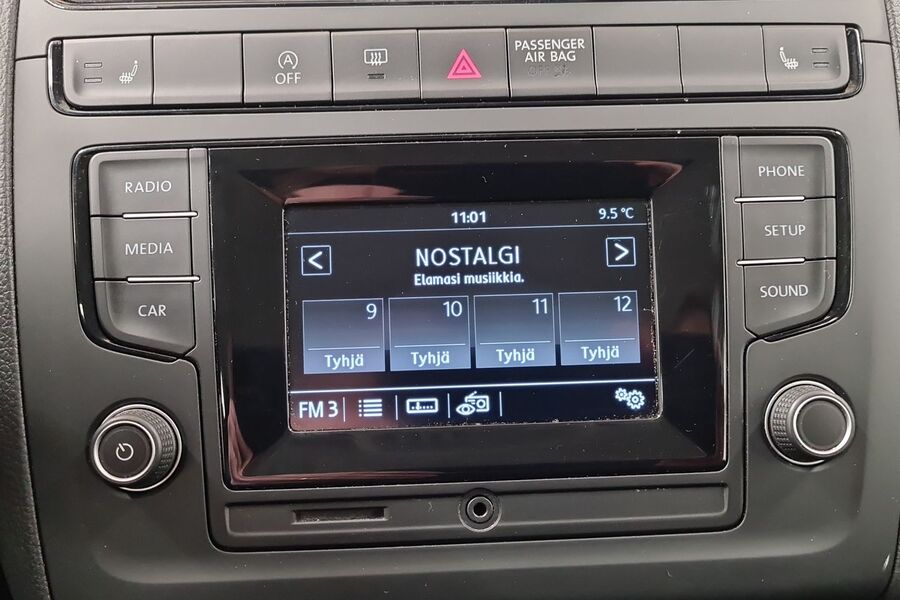 A
OFF
PASSENGER
AIR BAG
OFF
RADIO
MEDIA
CAR
PHONE
SETUP
SOUND
11:01
9.5 °C
<
NOSTALGI
>
Elamasi musiikkia.
9
10
11
12
Tyhjä
Tyhjä
Tyhjä
Tyhjä
FM 3